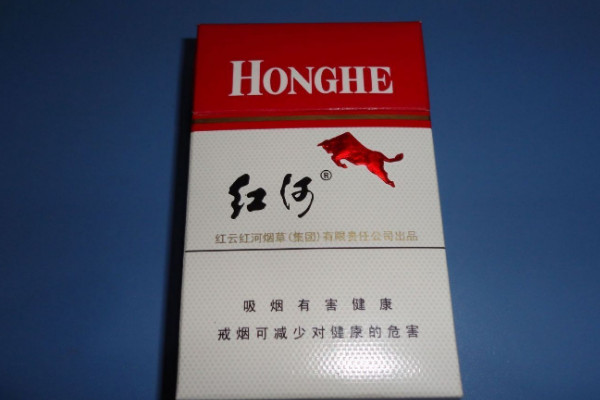 HONGHE
红河®
红云紅河烟草(集团)有限责任公司出品
吸烟有害健康
戒烟可减少对健康的危害